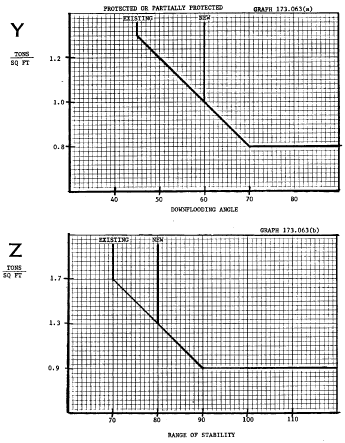 PROTECTED OR PARTIALLY PROTECTED GRAPH 173.063(a)
Y
EXISTING NEW
TONS
SQ FT
1.2
1.0
0.8
40 50 60 70 80
DOWNFLOODING ANGLE
GRAPH 173.063(b)
Z
EXISTING NEW
TONS
SQ FT
1.7
1.3
0.9
70 80 90 100 110
RANGE OF STABILITY